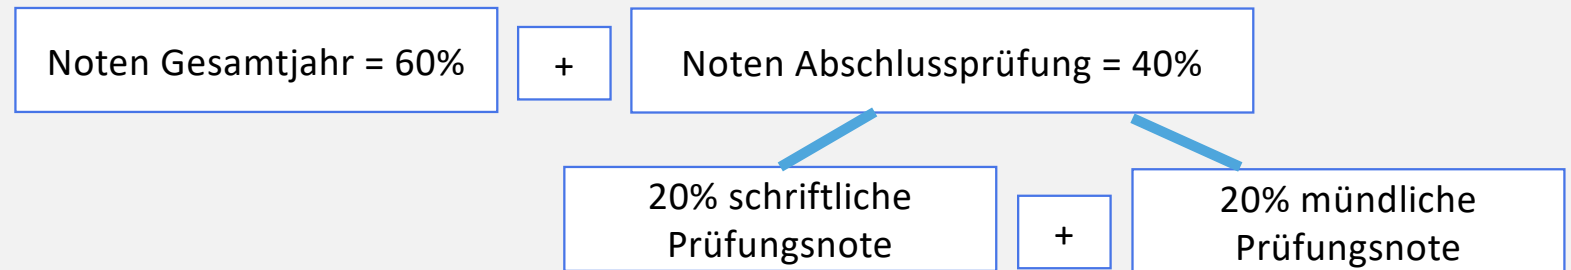 Noten Gesamtjahr = 60%
+
Noten Abschlussprüfung = 40%
20% schriftliche
Prüfungsnote
+
20% mündliche
Prüfungsnote